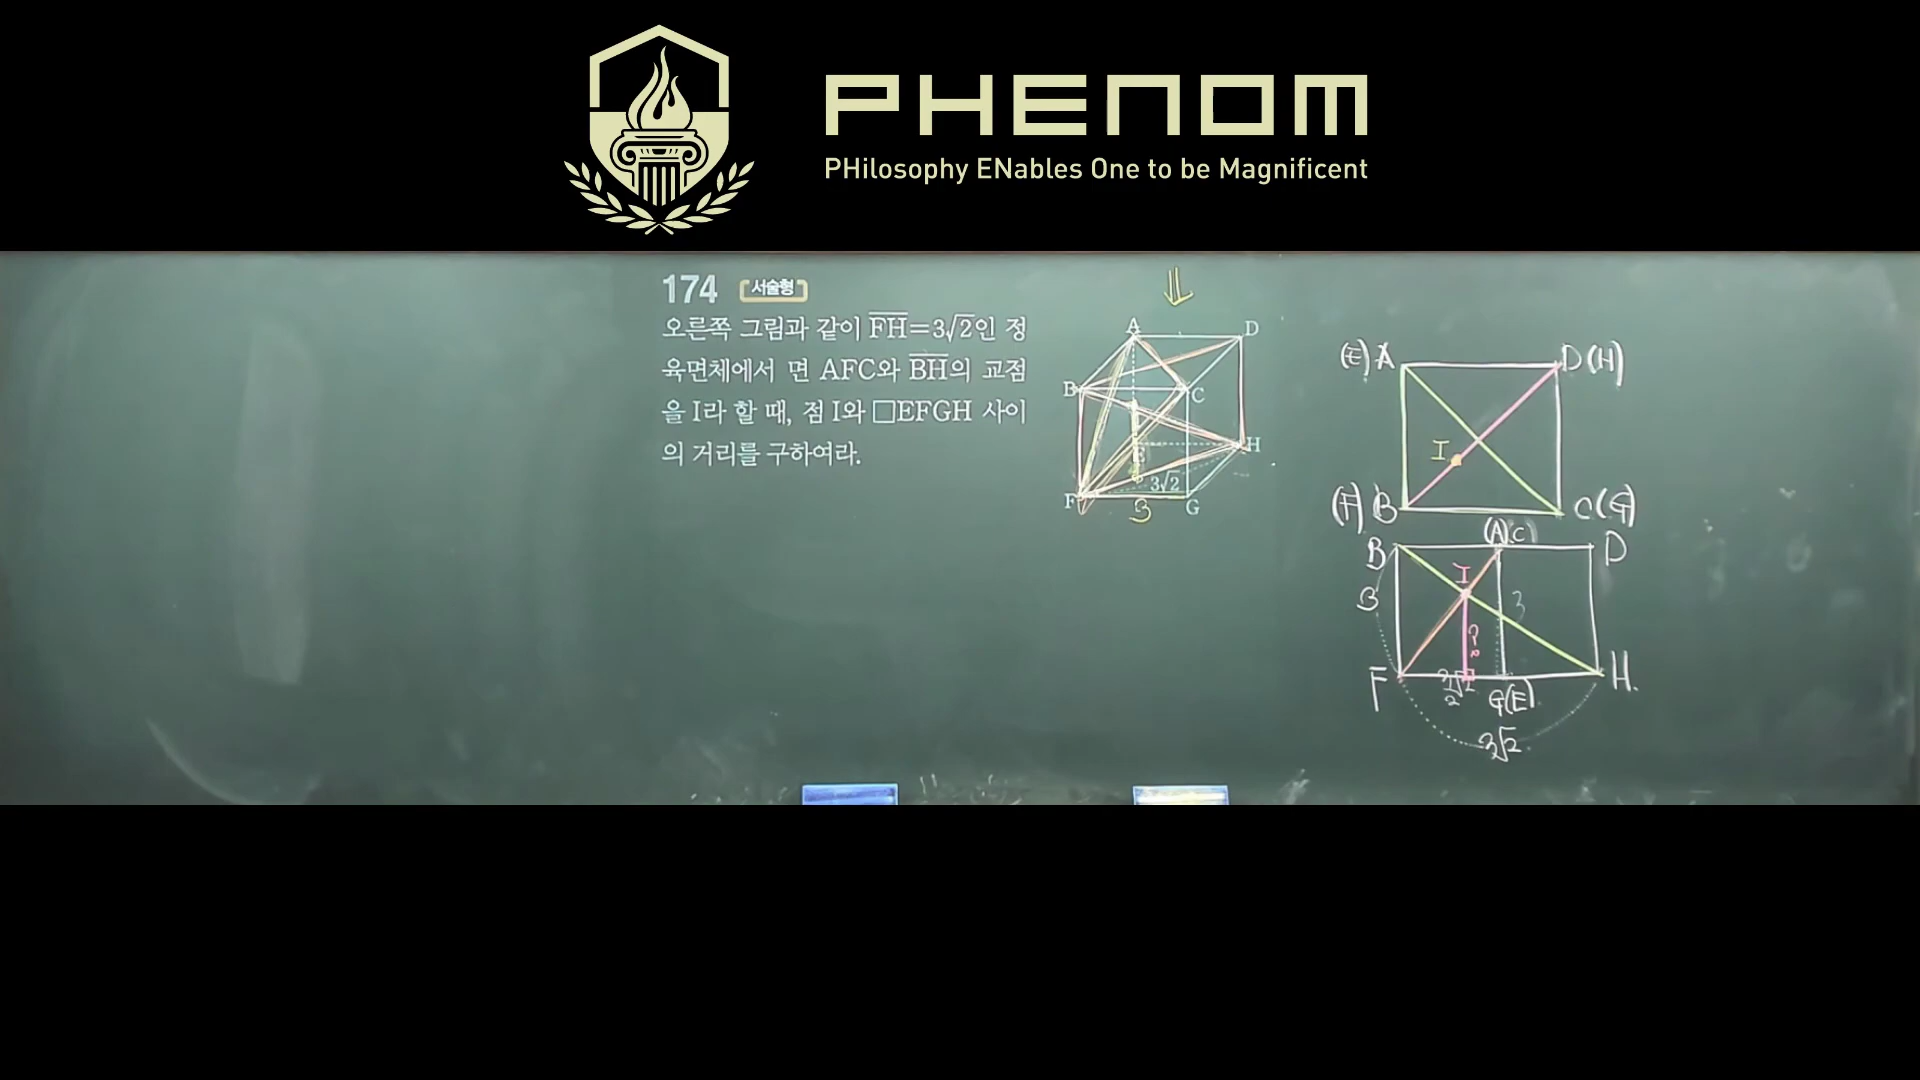 PHENOM
PHilosophy ENables One to be Magnificent
174 서술형
오른쪽 그림과 같이 F̅H̅=3√2인 정
육면체에서 면 AFC와 B̅H̅의 교점
을 I라 할 때, 점 I와 □EFGH 사이
의 거리를 구하여라.
A D
B C
E H
3√2
F 3 G
(E) A D (H)
I
(F) B C (G)
B (A) C D
I
3 3
?
F 3√2/2 G(E) H
3√2